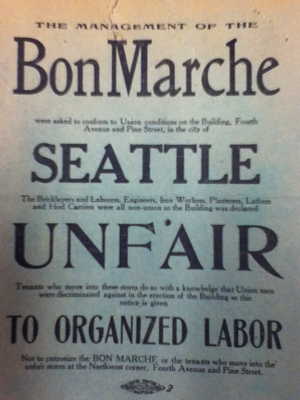 THE MANAGEMENT OF THE
Bon Marche
were asked to conform to Union conditions on the Building, Fourth
Avenue and Pine Street, in the city of
SEATTLE
The Bricklayers and Laborers, Engineers, Iron Workers, Plasterers, Lathers
and Hod Carriers were all non-union so the Building was declared
UNFAIR
Tenants who move into these stores do so with a knowledge that Union men
were discriminated against in the erection of the Building so this
notice is given
TO ORGANIZED LABOR
Not to patronize the BON MARCHE or the tenants who move into the
unfair stores at the Northeast corner, Fourth Avenue and Pine Street.